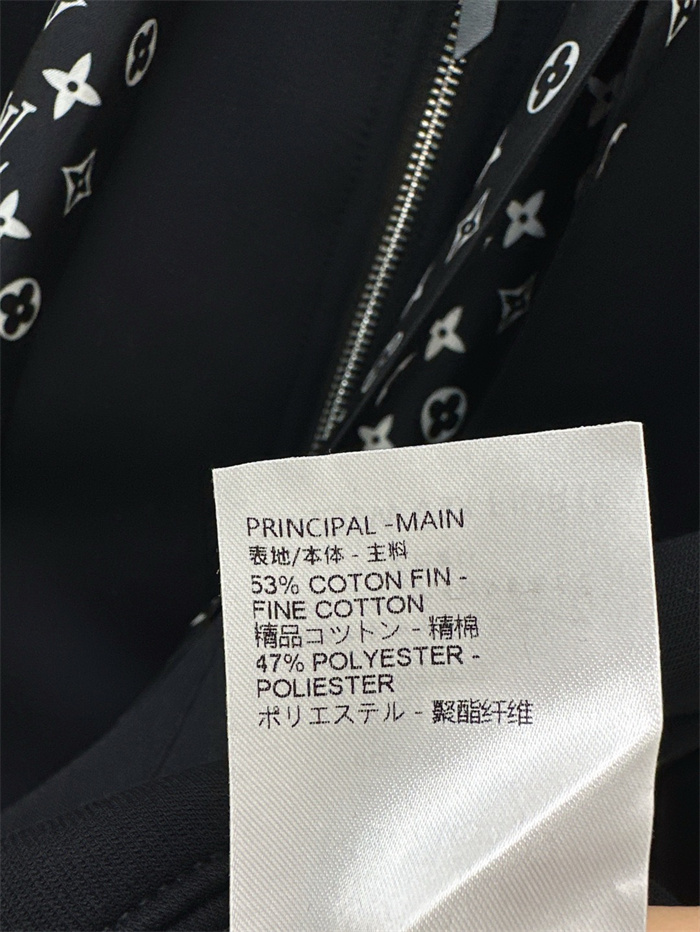 PRINCIPAL -MAIN
表地/本体 - 主料
53% COTON FIN -
FINE COTTON
精品コットン - 精棉
47% POLYESTER -
POLIESTER
ポリエステル - 聚酯纤维